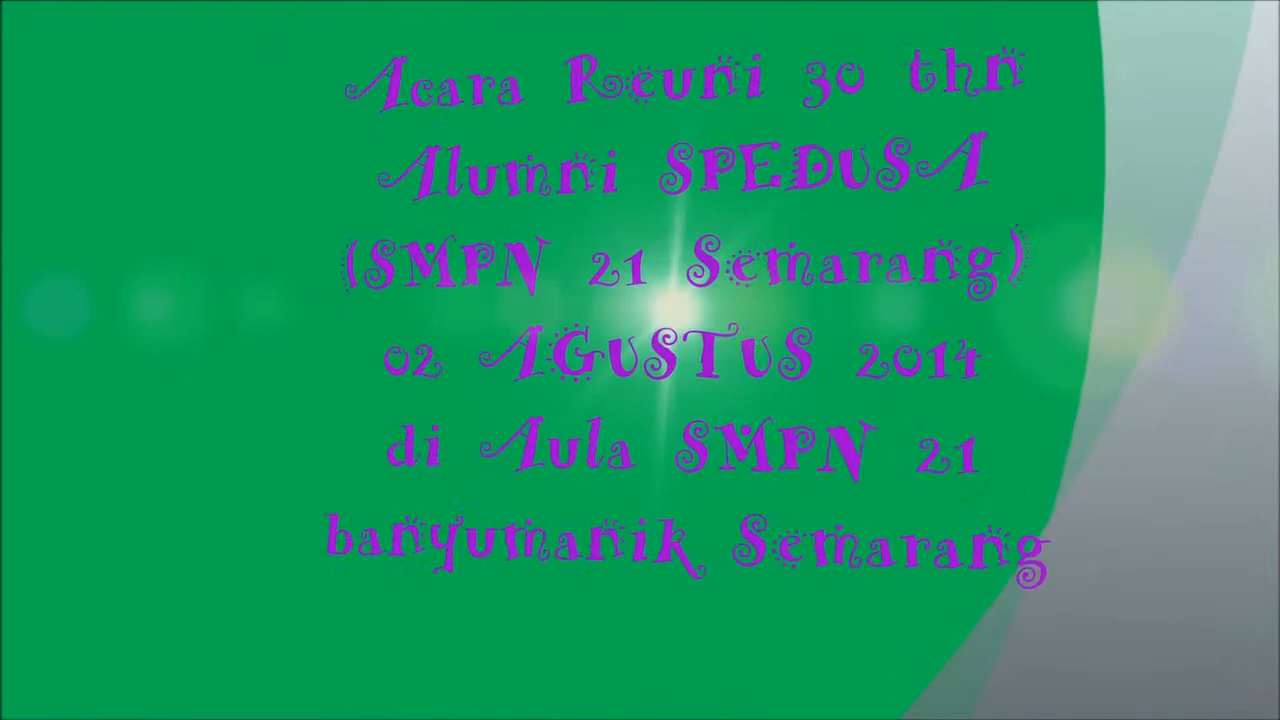 Acara Reuni 30 thn
Alumni SPEDUSA
(SMPN 21 Semarang)
02 AGUSTUS 2014
di Aula SMPN 21
banyumanik Semarang